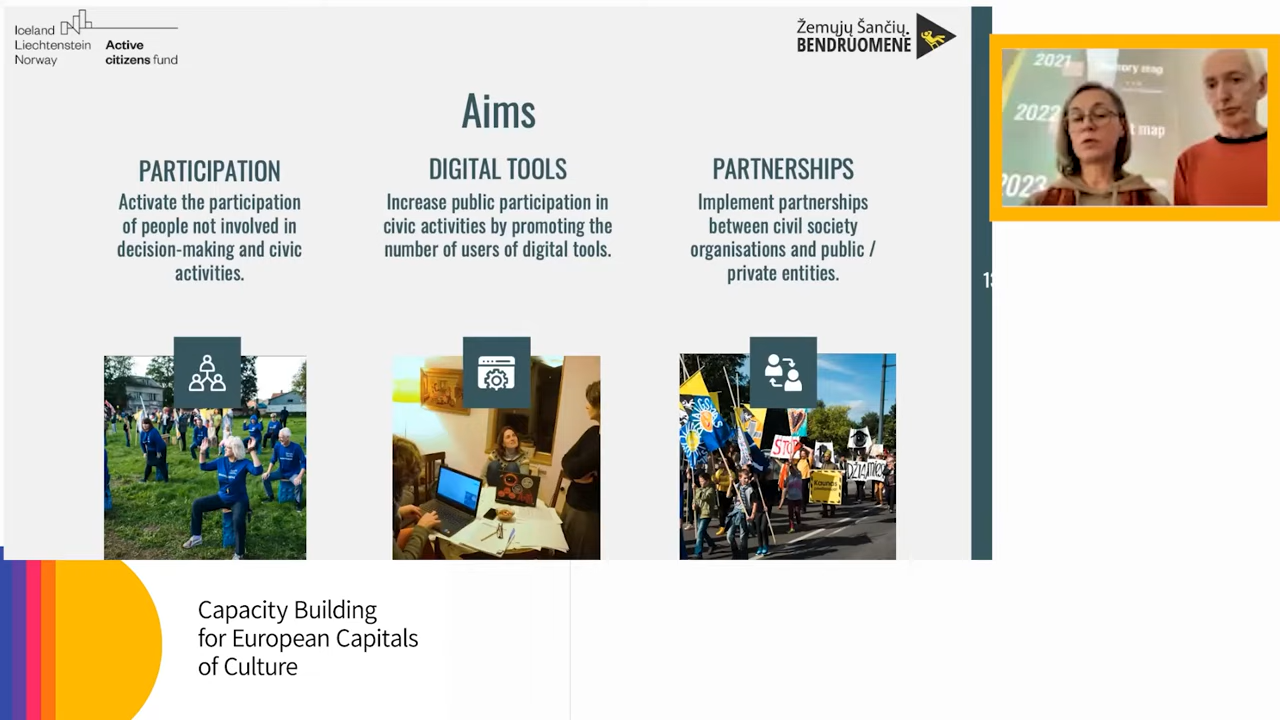 Iceland
Liechtenstein
Norway
Active
citizens fund
Žemųjų Šančių
BENDRUOMENĖ
Aims
PARTICIPATION
Activate the participation
of people not involved in
decision-making and civic
activities.
DIGITAL TOOLS
Increase public participation in
civic activities by promoting the
number of users of digital tools.
PARTNERSHIPS
Implement partnerships
between civil society
organisations and public /
private entities.
2021
2022
t map
2023
STOP
Kaunas
Capacity Building
for European Capitals
of Culture